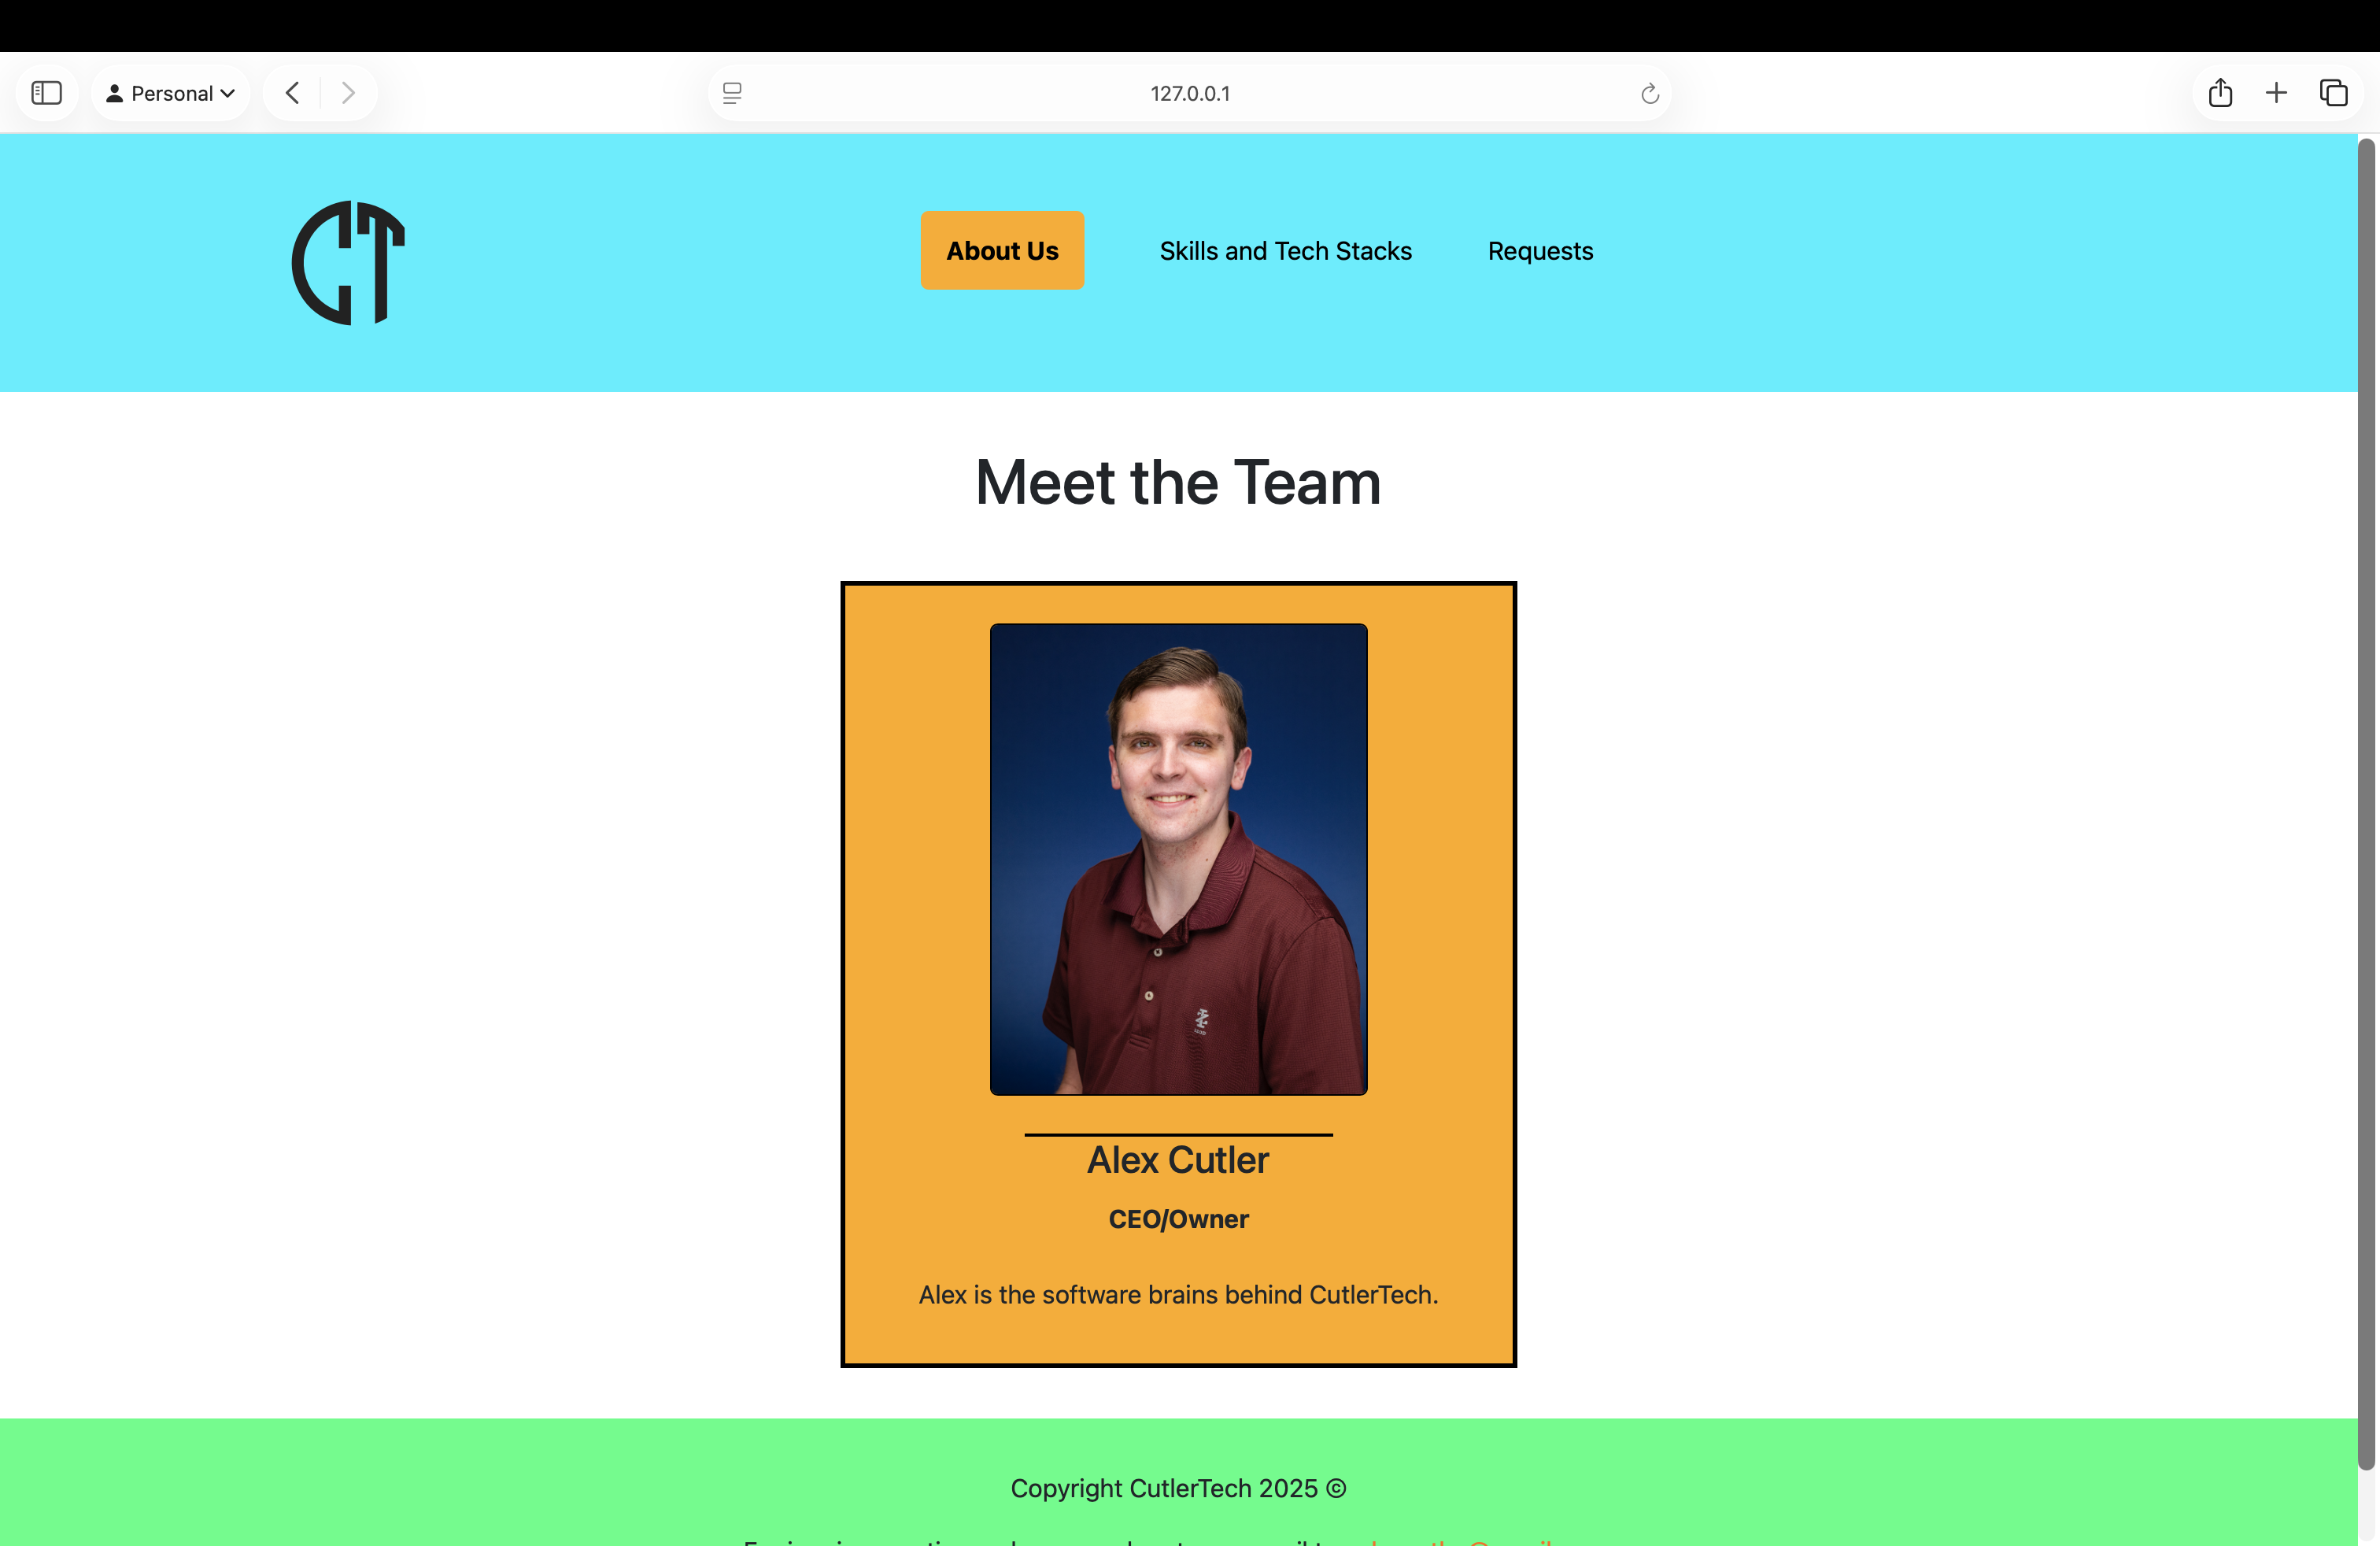 Personal
127.0.0.1
CT
About Us
Skills and Tech Stacks
Requests
Meet the Team
Alex Cutler
CEO/Owner
Alex is the software brains behind CutlerTech.
Copyright CutlerTech 2025 ©